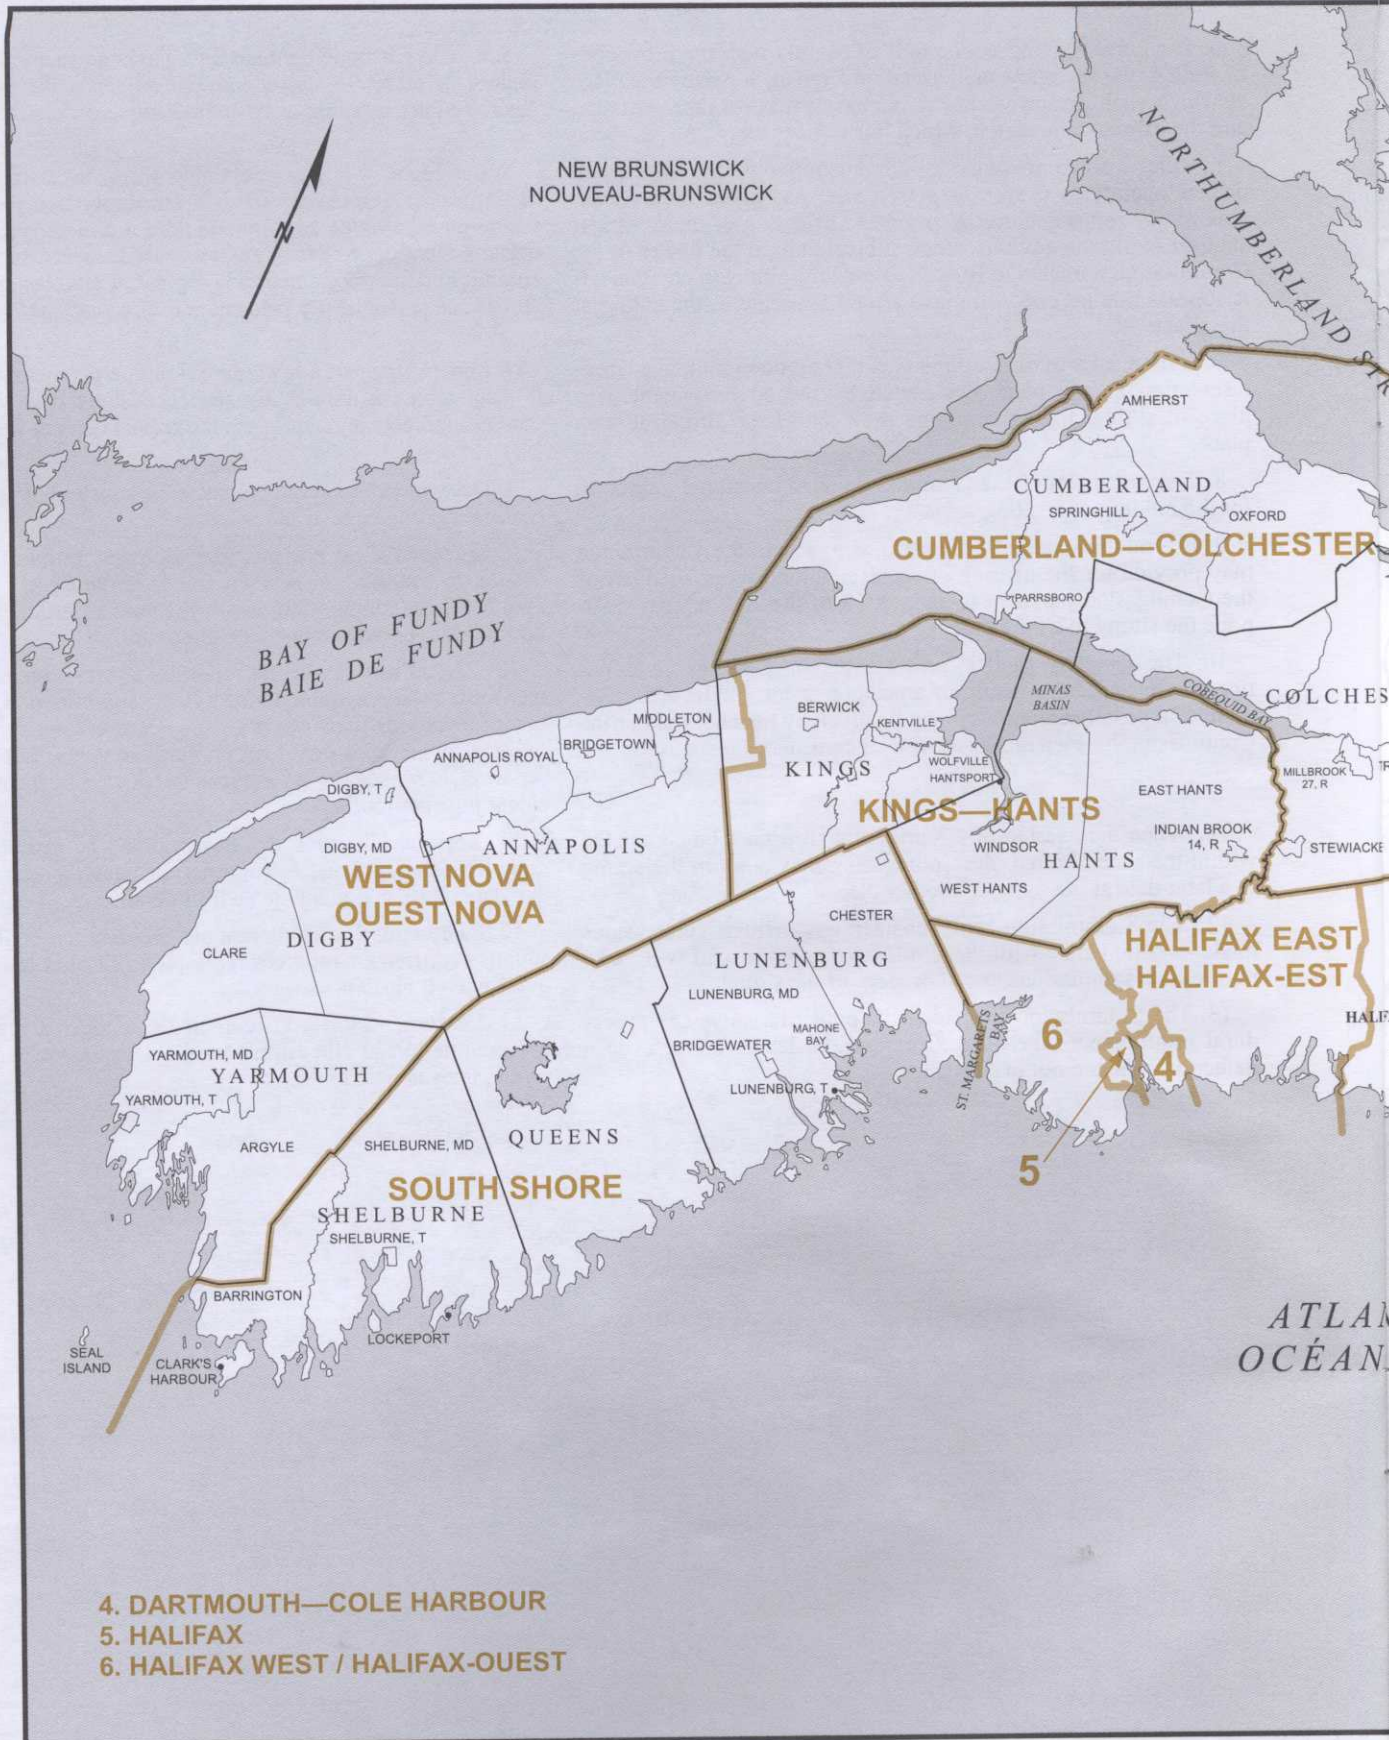 NEW BRUNSWICK
NOUVEAU-BRUNSWICK
N
NORTHUMBERLAND STR
AMHERST
CUMBERLAND
SPRINGHILL
OXFORD
CUMBERLAND—COLCHESTER
PARRSBORO
BAY OF FUNDY
BAIE DE FUNDY
MINAS
BASIN
COBEQUID BAY
COLCHES
MIDDLETON
BERWICK
KENTVILLE
BRIDGETOWN
ANNAPOLIS ROYAL
WOLFVILLE
HANTSPORT
KINGS
MILLBROOK
27, R
TR
DIGBY, T
EAST HANTS
KINGS—HANTS
INDIAN BROOK
14, R
STEWIACKE
DIGBY, MD
ANNAPOLIS
WINDSOR
HANTS
WEST NOVA
OUEST NOVA
WEST HANTS
CHESTER
CLARE
DIGBY
LUNENBURG
HALIFAX EAST
HALIFAX-EST
LUNENBURG, MD
HALIF
MAHONE
BAY
ST. MARGARETS
BAY
6
4
5
BRIDGEWATER
YARMOUTH, MD
YARMOUTH
YARMOUTH, T
LUNENBURG, T
ARGYLE
SHELBURNE, MD
QUEENS
SOUTH SHORE
SHELBURNE
SHELBURNE, T
BARRINGTON
LOCKEPORT
SEAL
ISLAND
CLARK'S
HARBOUR
ATLAN
OCÉAN
4. DARTMOUTH—COLE HARBOUR
5. HALIFAX
6. HALIFAX WEST / HALIFAX-OUEST